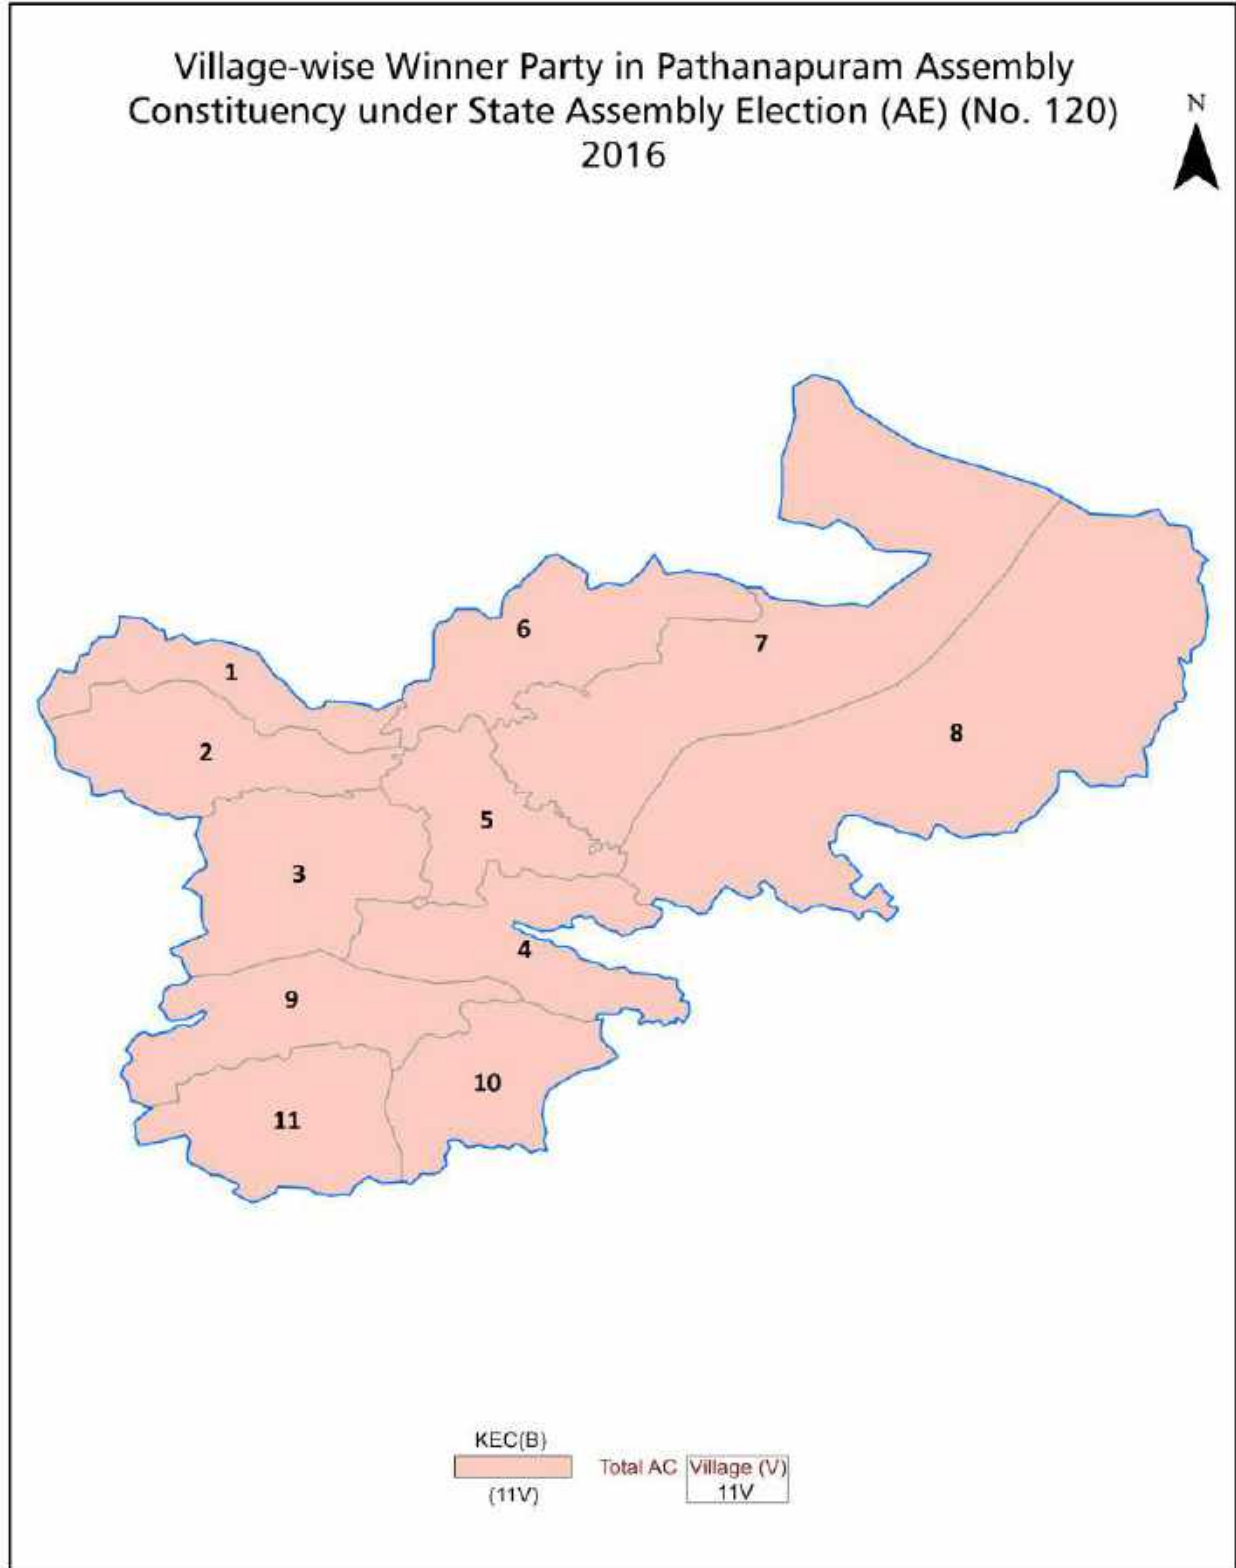 Village-wise Winner Party in Pathanapuram Assembly
Constituency under State Assembly Election (AE) (No. 120)
2016
N
6
7
1
8
2
5
3
4
9
10
11
KEC(B)
Total AC Village (V)
(11V) 11V